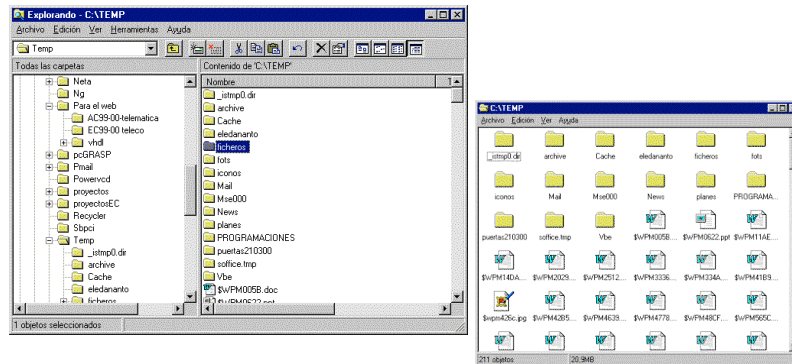 Explorando - C:\TEMP
Archivo Edición Ver Herramientas Ayuda
Temp
Todas las carpetas
Contenido de 'C:\TEMP'
Neta
Ng
Para el web
AC99-00-telematica
EC99-00 teleco
vhdl
pcGRASP
Pmail
Powervcd
proyectos
proyectosEC
Recycler
Sbpci
Temp
_istmp0.dir
archive
Cache
eledananto
ficheros
Nombre
_istmp0.dir
archive
Cache
eledananto
ficheros
fots
iconos
Mail
Mse000
News
planes
PROGRAMACIONES
puertas210300
soffice.tmp
Vbe
$WPM005B.doc
$WPM0622.ppt
1 objetos seleccionados
C:\TEMP
Archivo Edición Ver Ayuda
_istmp0.dir archive Cache eledananto ficheros fots
iconos Mail Mse000 News planes PROGRAMA...
puertas210300 soffice.tmp Vbe $WPM005B.... $WPM0622.ppt $WPM11AE....
$WPM14DA.... $WPM2029.... $WPM2512.... $WPM3336.... $WPM334A.... $WPM41B9....
$wpm426c.jpg $WPM4285.... $WPM4639.... $WPM4778.... $WPM48CF.... $WPM565C....
211 objetos 20,9MB